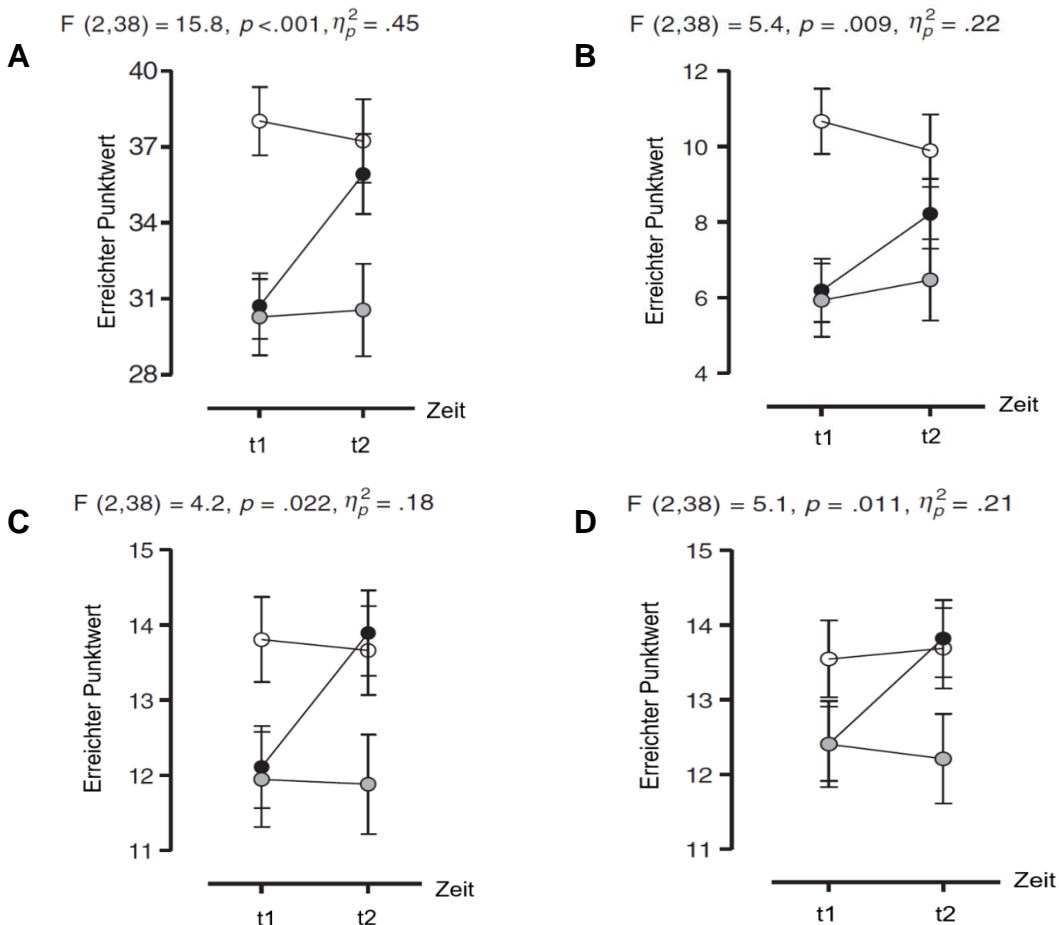 F (2,38) = 15.8, p <.001, η²ₚ = .45
A
40
37
34
31
28
Erreichter Punktwert
Zeit
t1
t2
F (2,38) = 5.4, p = .009, η²ₚ = .22
B
12
10
8
6
4
Erreichter Punktwert
Zeit
t1
t2
F (2,38) = 4.2, p = .022, η²ₚ = .18
C
15
14
13
12
11
Erreichter Punktwert
Zeit
t1
t2
F (2,38) = 5.1, p = .011, η²ₚ = .21
D
15
14
13
12
11
Erreichter Punktwert
Zeit
t1
t2